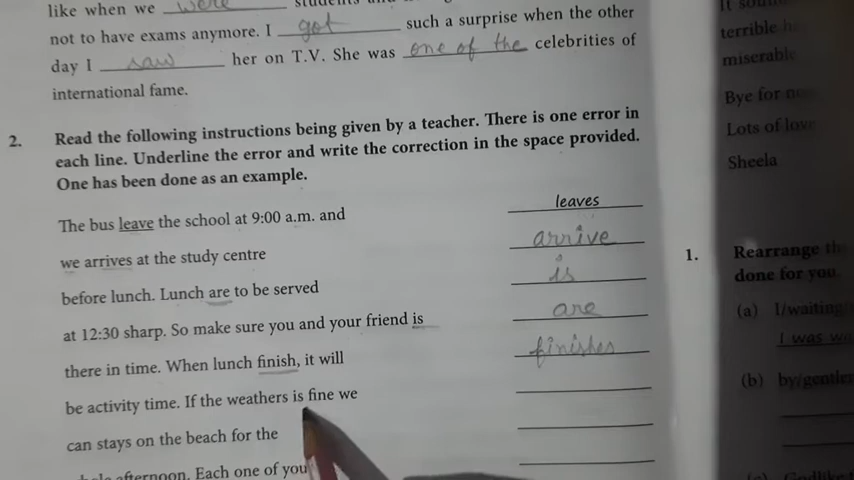 like when we were students
not to have exams anymore. I got such a surprise when the other
day I saw her on T.V. She was one of the celebrities of
international fame.
2. Read the following instructions being given by a teacher. There is one error in
each line. Underline the error and write the correction in the space provided.
One has been done as an example.
The bus leave the school at 9:00 a.m. and leaves
we arrives at the study centre arrive
before lunch. Lunch are to be served is
at 12:30 sharp. So make sure you and your friend is are
there in time. When lunch finish, it will finishes
be activity time. If the weathers is fine we
can stays on the beach for the
afternoon. Each one of you
terrible
miserable
Bye for
Lots of love
Sheela
1. Rearrange the
done for you.
(a) I/waiting/
I was
(b) by/gentle